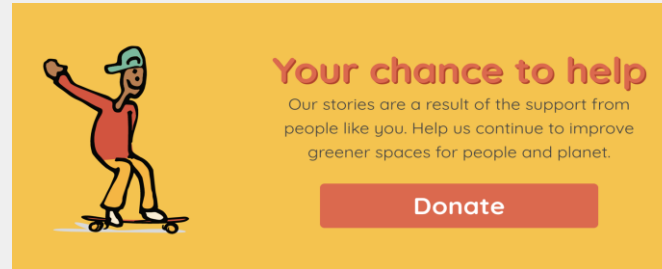 Your chance to help
Our stories are a result of the support from
people like you. Help us continue to improve
greener spaces for people and planet.
Donate